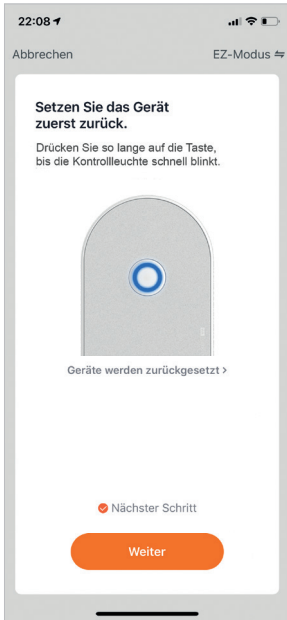 22:08
Abbrechen EZ-Modus ⇋
Setzen Sie das Gerät
zuerst zurück.
Drücken Sie so lange auf die Taste,
bis die Kontrollleuchte schnell blinkt.
Geräte werden zurückgesetzt >
Nächster Schritt
Weiter